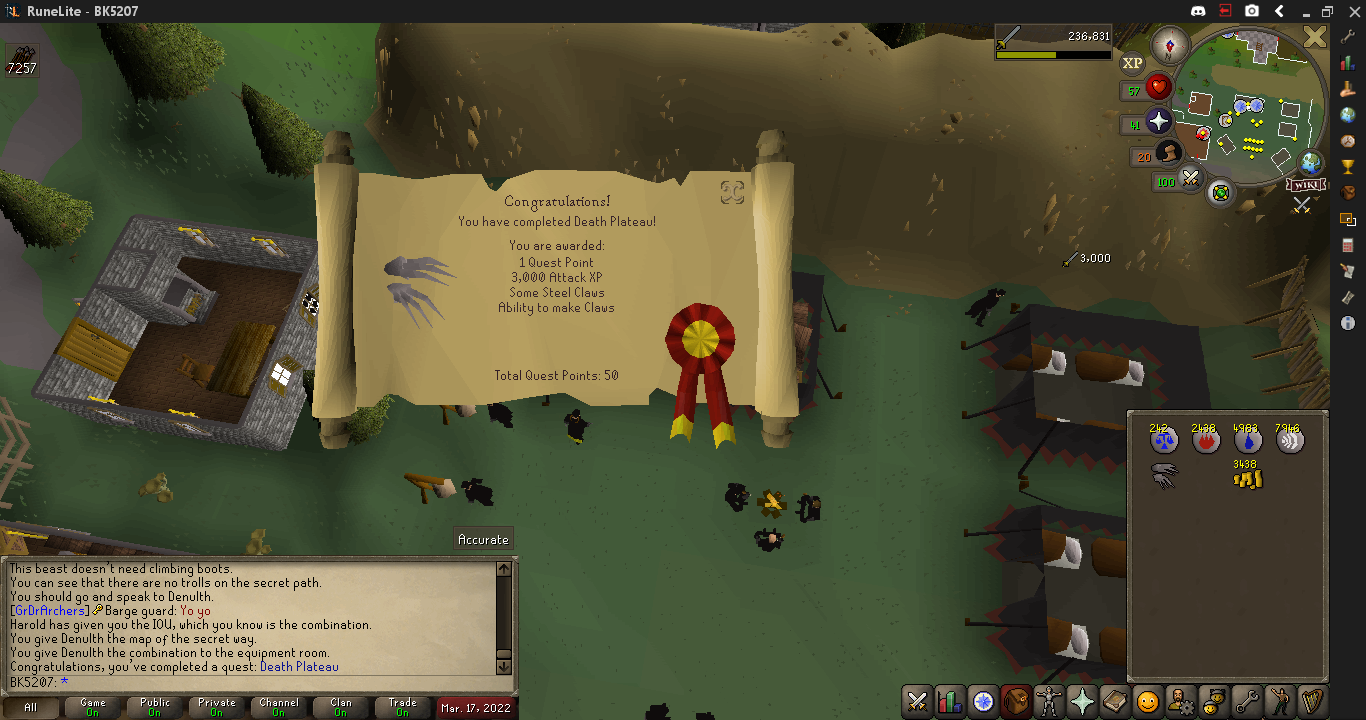 RuneLite - BK5207
7257
236,831
XP
57
41
20
100
WIKI
Congratulations!
You have completed Death Plateau!
You are awarded:
1 Quest Point
3,000 Attack XP
Some Steel Claws
Ability to make Claws
Total Quest Points: 50
3,000
242
2438
4983
7946
3438
Accurate
This beast doesn't need climbing boots.
You can see that there are no trolls on the secret path.
You should go and speak to Denulth.
[GrDrArchers] Barge guard: Yo yo
Harold has given you the IOU, which you know is the combination.
You give Denulth the map of the secret way.
You give Denulth the combination to the equipment room.
Congratulations, you've completed a quest: Death Plateau
BK5207: *
All
Game
On
Public
On
Private
On
Channel
On
Clan
On
Trade
On
Mar. 17, 2022